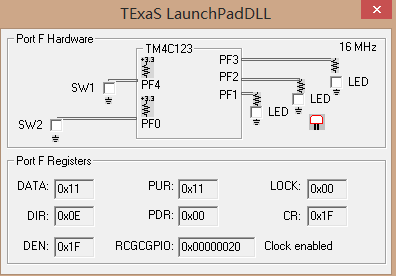 TExaS LaunchPadDLL
Port F Hardware
TM4C123
16 MHz
+3.3
PF3
SW1
PF4
PF2
LED
+3.3
PF1
LED
LED
SW2
PF0
Port F Registers
DATA: 0x11 PUR: 0x11 LOCK: 0x00
DIR: 0x0E PDR: 0x00 CR: 0x1F
DEN: 0x1F RCGCGPIO: 0x00000020 Clock enabled